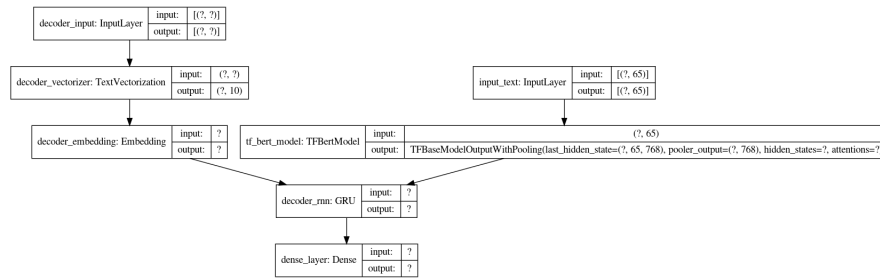 decoder_input: InputLayer
input: [(?, ?)]
output: [(?, ?)]
decoder_vectorizer: TextVectorization
input: (?, ?)
output: (?, 10)
input_text: InputLayer
input: [(?, 65)]
output: [(?, 65)]
decoder_embedding: Embedding
input: ?
output: ?
tf_bert_model: TFBertModel
input: (?, 65)
output: TFBaseModelOutputWithPooling(last_hidden_state=(?, 65, 768), pooler_output=(?, 768), hidden_states=?, attentions=?
decoder_rnn: GRU
input: ?
output: ?
dense_layer: Dense
input: ?
output: ?